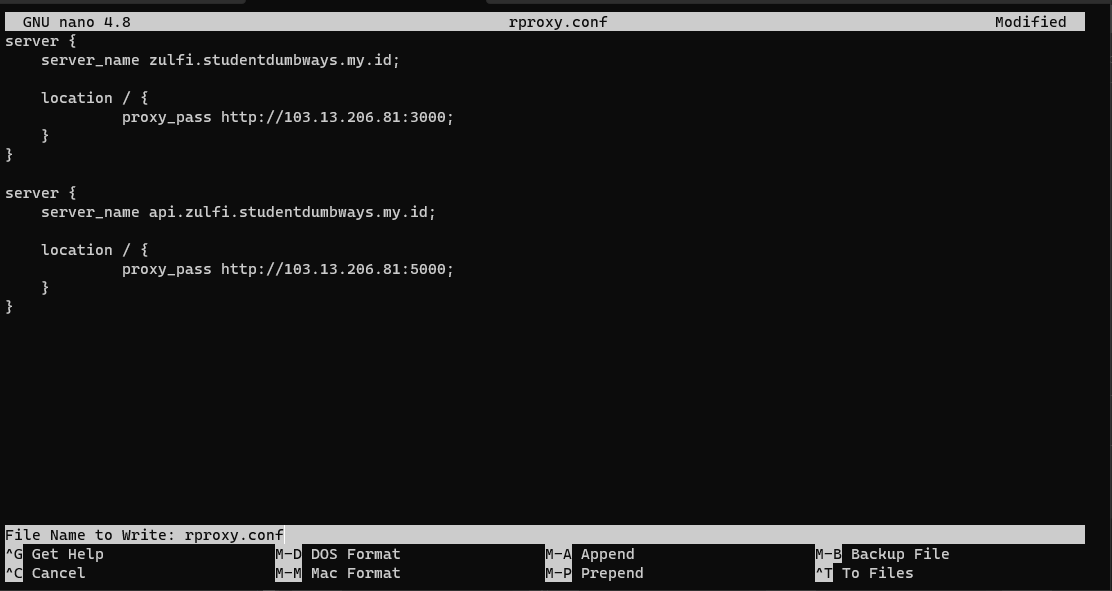 GNU nano 4.8 rproxy.conf Modified
server {
    server_name zulfi.studentdumbways.my.id;

    location / {
             proxy_pass http://103.13.206.81:3000;
    }
}

server {
    server_name api.zulfi.studentdumbways.my.id;

    location / {
             proxy_pass http://103.13.206.81:5000;
    }
}

File Name to Write: rproxy.conf
^G Get Help M-D DOS Format M-A Append M-B Backup File
^C Cancel M-M Mac Format M-P Prepend ^T To Files